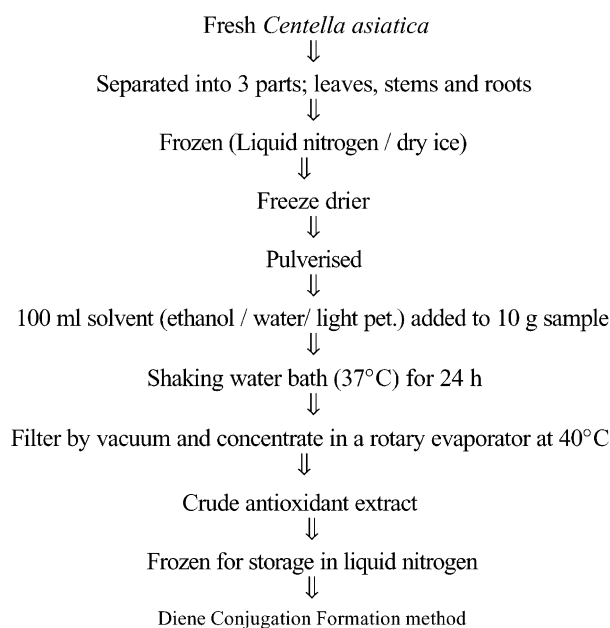 Fresh Centella asiatica
⇓
Separated into 3 parts; leaves, stems and roots
⇓
Frozen (Liquid nitrogen / dry ice)
⇓
Freeze drier
⇓
Pulverised
⇓
100 ml solvent (ethanol / water/ light pet.) added to 10 g sample
⇓
Shaking water bath (37°C) for 24 h
⇓
Filter by vacuum and concentrate in a rotary evaporator at 40°C
⇓
Crude antioxidant extract
⇓
Frozen for storage in liquid nitrogen
⇓
Diene Conjugation Formation method